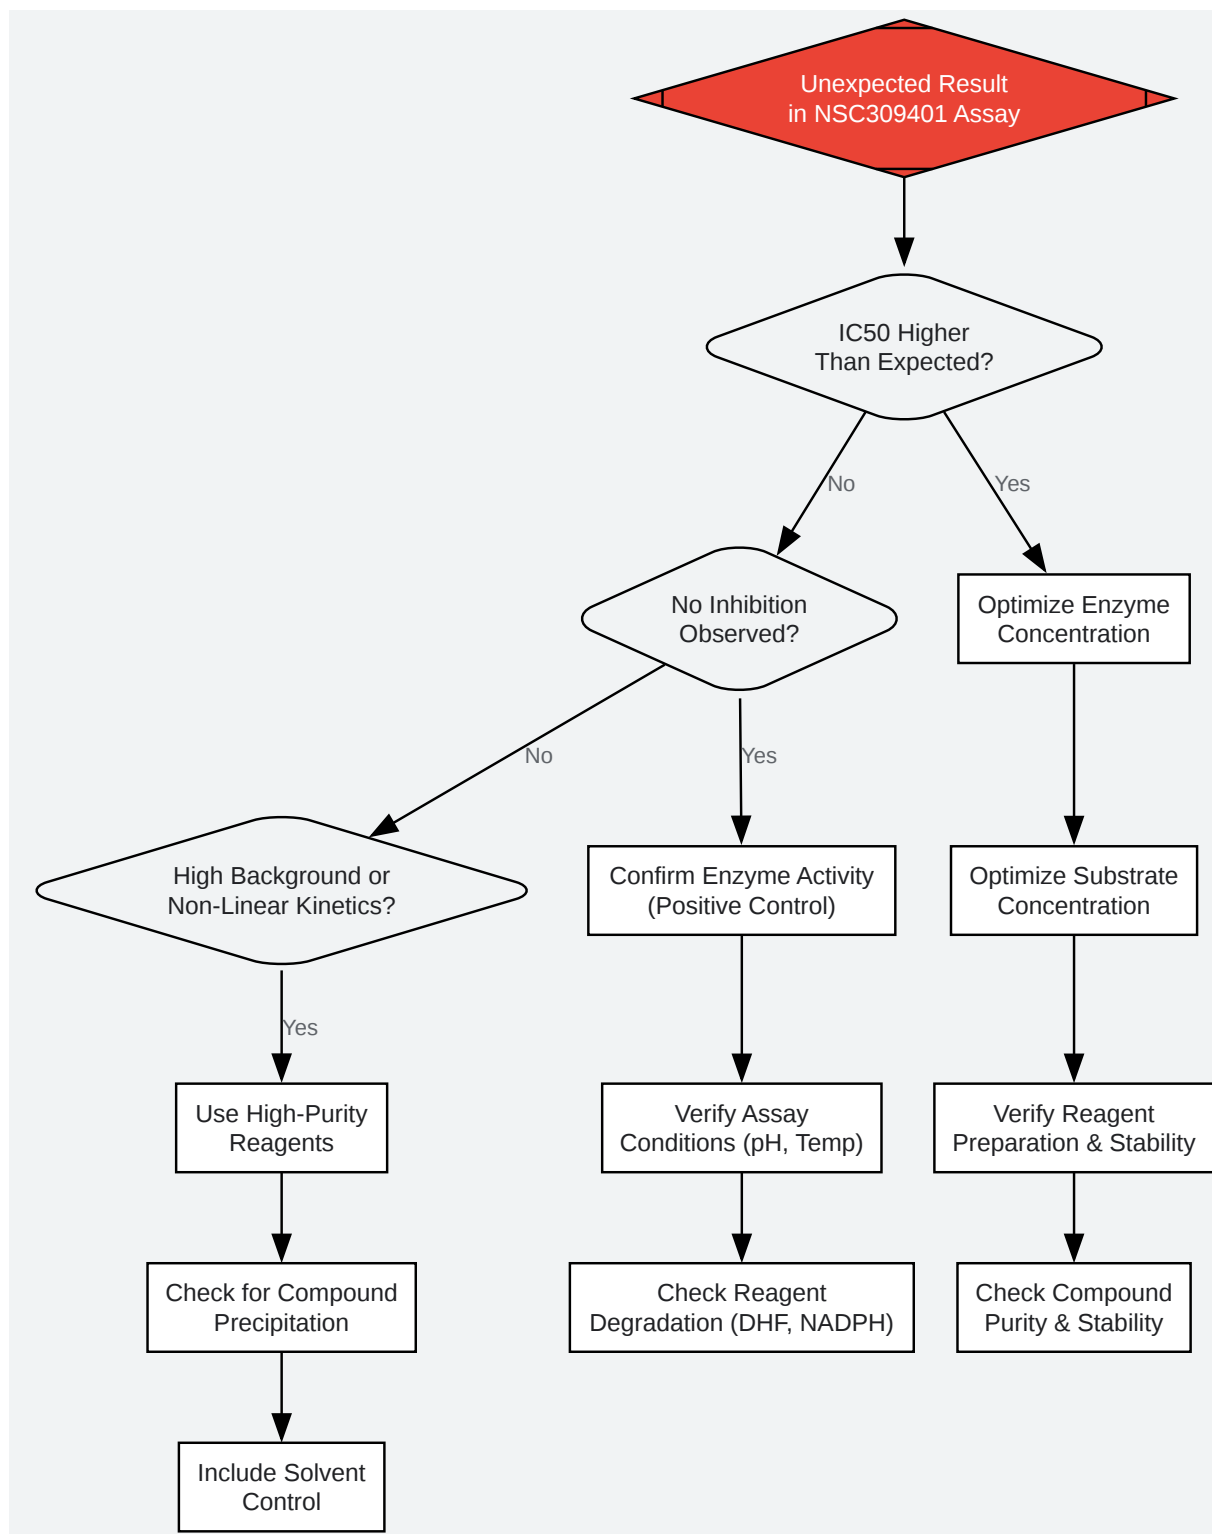 Unexpected Result
in NSC309401 Assay
IC50 Higher
Than Expected?
No
Yes
No Inhibition
Observed?
Optimize Enzyme
Concentration
No
Yes
High Background or
Non-Linear Kinetics?
Confirm Enzyme Activity
(Positive Control)
Optimize Substrate
Concentration
Yes
Use High-Purity
Reagents
Verify Assay
Conditions (pH, Temp)
Verify Reagent
Preparation & Stability
Check for Compound
Precipitation
Check Reagent
Degradation (DHF, NADPH)
Check Compound
Purity & Stability
Include Solvent
Control